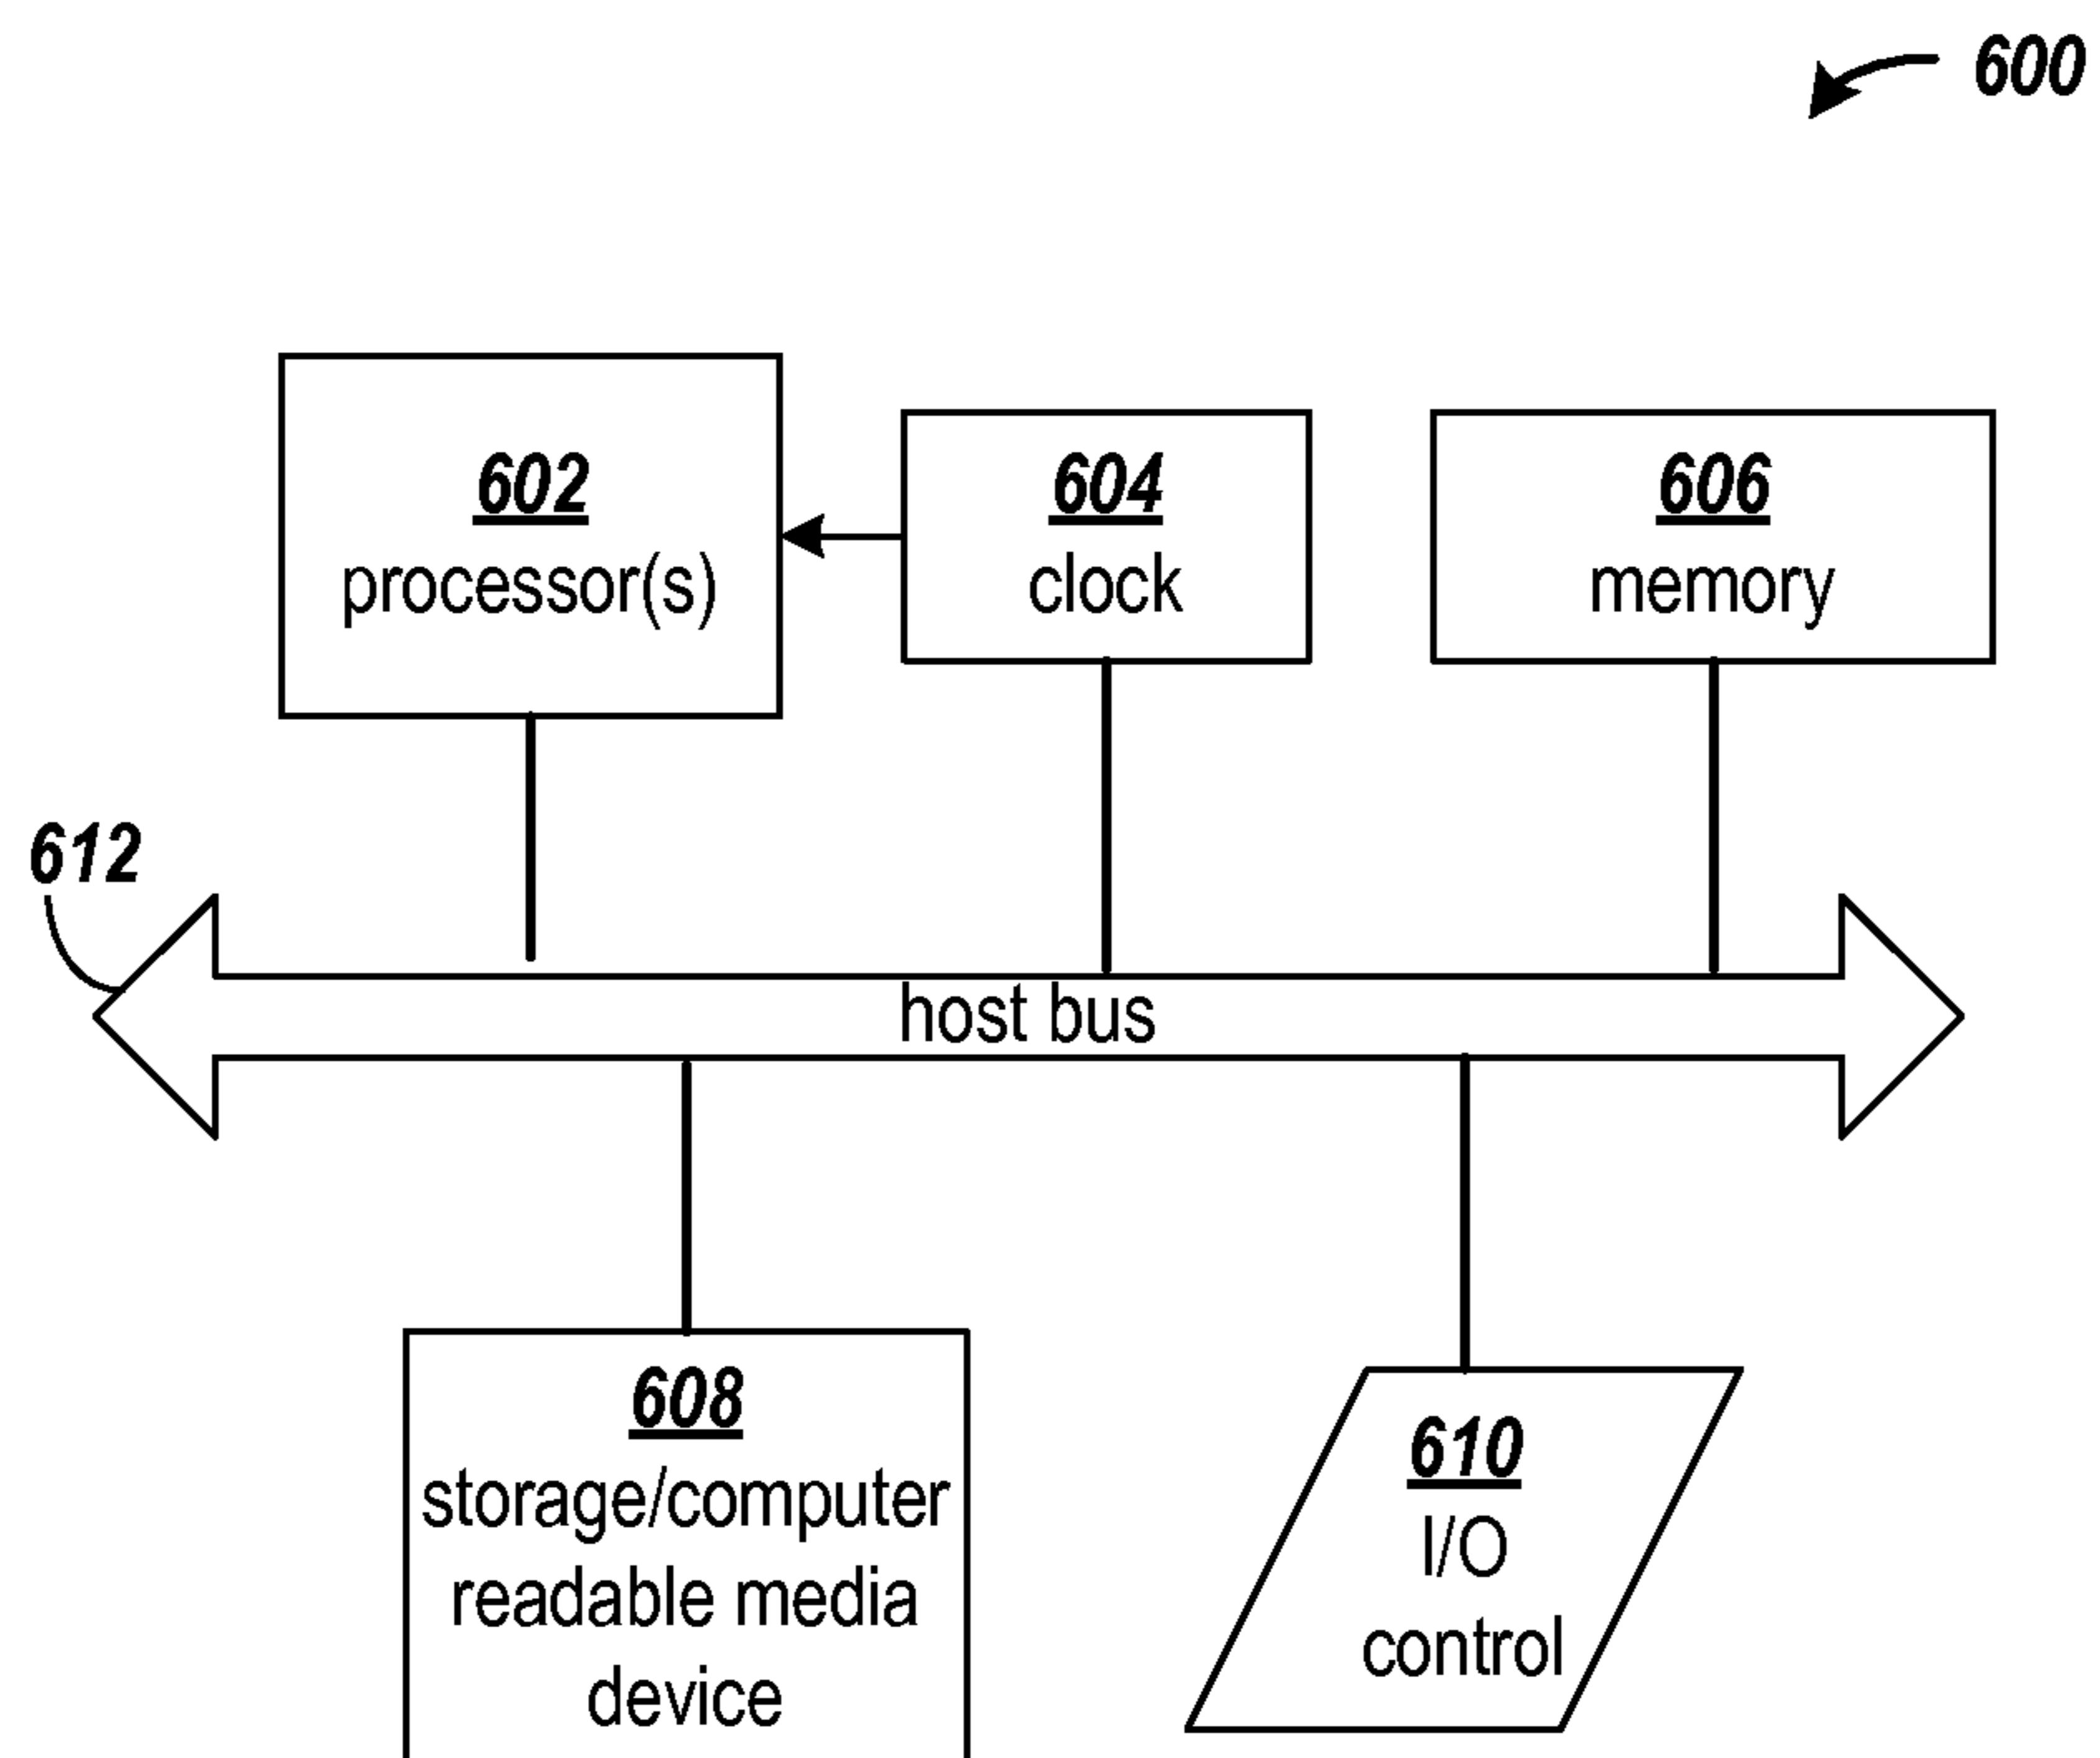 600
602
processor(s)
604
clock
606
memory
612
host bus
608
storage/computer
readable media
device
610
I/O
control